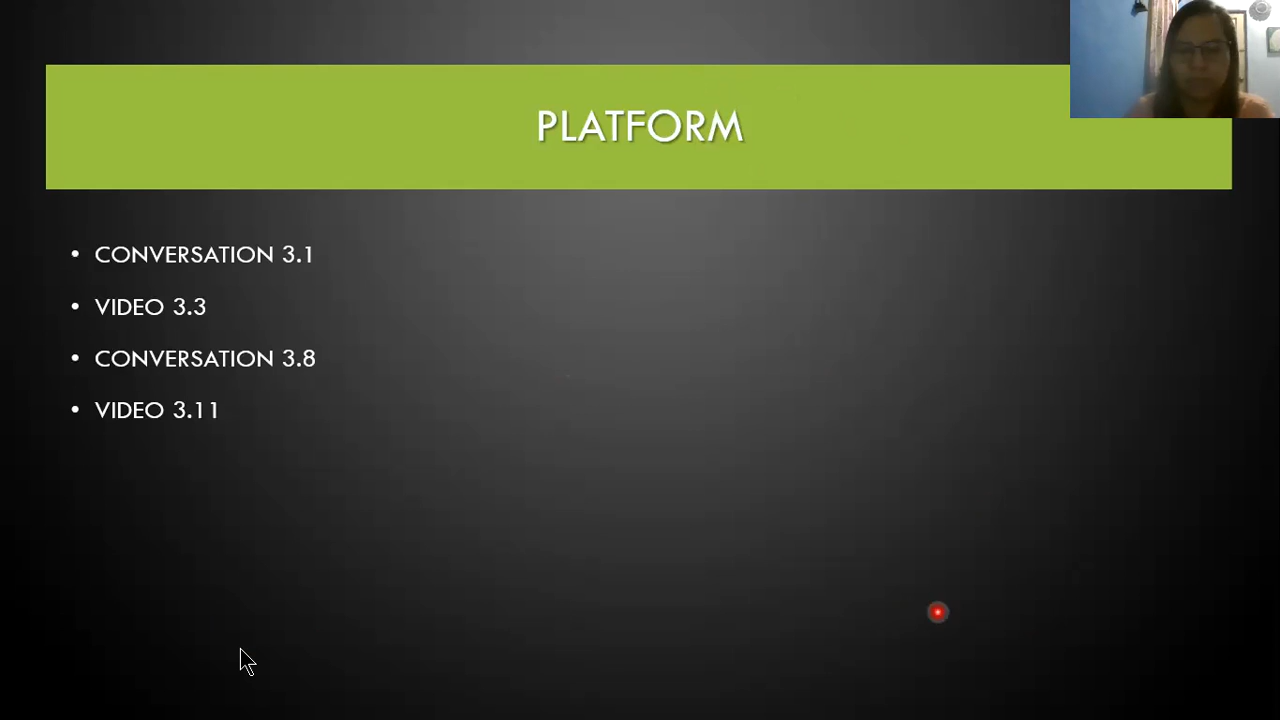 PLATFORM
• CONVERSATION 3.1
• VIDEO 3.3
• CONVERSATION 3.8
• VIDEO 3.11